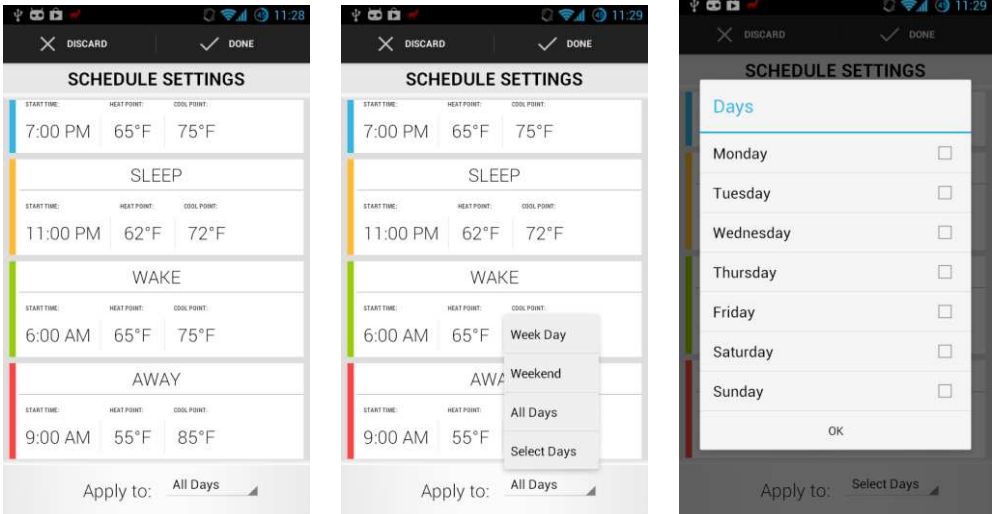 11:28
DISCARD DONE
SCHEDULE SETTINGS
START TIME: HEAT POINT: COOL POINT:
7:00 PM 65°F 75°F
SLEEP
START TIME: HEAT POINT: COOL POINT:
11:00 PM 62°F 72°F
WAKE
START TIME: HEAT POINT: COOL POINT:
6:00 AM 65°F 75°F
AWAY
START TIME: HEAT POINT: COOL POINT:
9:00 AM 55°F 85°F
Apply to: All Days
11:29
DISCARD DONE
SCHEDULE SETTINGS
START TIME: HEAT POINT: COOL POINT:
7:00 PM 65°F 75°F
SLEEP
START TIME: HEAT POINT: COOL POINT:
11:00 PM 62°F 72°F
WAKE
START TIME: HEAT POINT: COOL POINT:
6:00 AM 65°F
Week Day
Weekend
All Days
Select Days
AWA
START TIME: HEAT POINT:
9:00 AM 55°F
Apply to: All Days
11:29
DISCARD DONE
SCHEDULE SETTINGS
Days
Monday
Tuesday
Wednesday
Thursday
Friday
Saturday
Sunday
OK
Apply to: Select Days